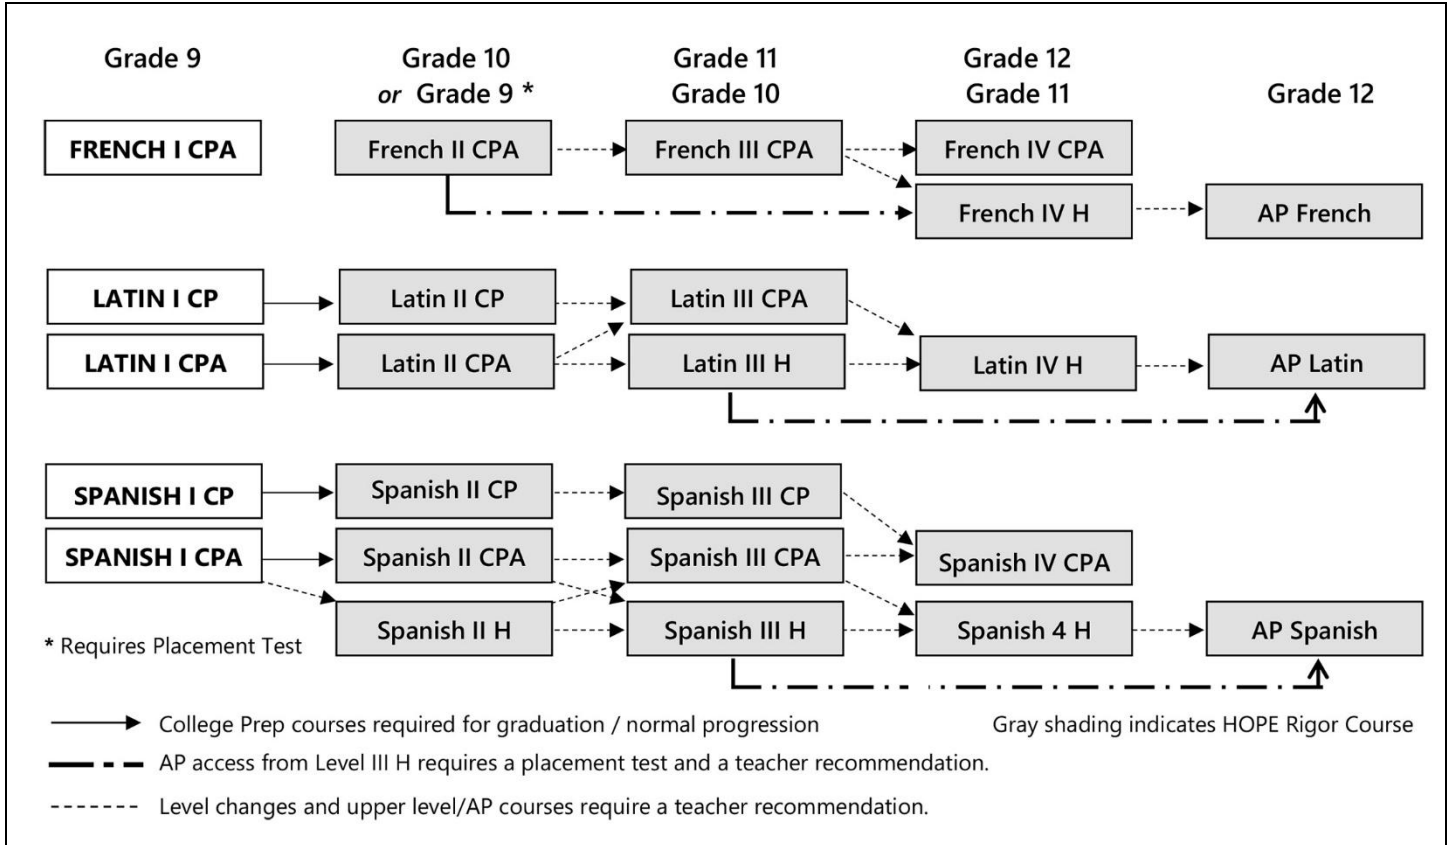 Grade 9
Grade 10
or Grade 9 *
Grade 11
Grade 10
Grade 12
Grade 11
Grade 12
FRENCH I CPA
French II CPA
French III CPA
French IV CPA
French IV H
AP French
LATIN I CP
Latin II CP
Latin III CPA
LATIN I CPA
Latin II CPA
Latin III H
Latin IV H
AP Latin
SPANISH I CP
Spanish II CP
Spanish III CP
SPANISH I CPA
Spanish II CPA
Spanish III CPA
Spanish IV CPA
Spanish II H
Spanish III H
Spanish 4 H
AP Spanish
* Requires Placement Test
College Prep courses required for graduation / normal progression
Gray shading indicates HOPE Rigor Course
AP access from Level III H requires a placement test and a teacher recommendation.
Level changes and upper level/AP courses require a teacher recommendation.